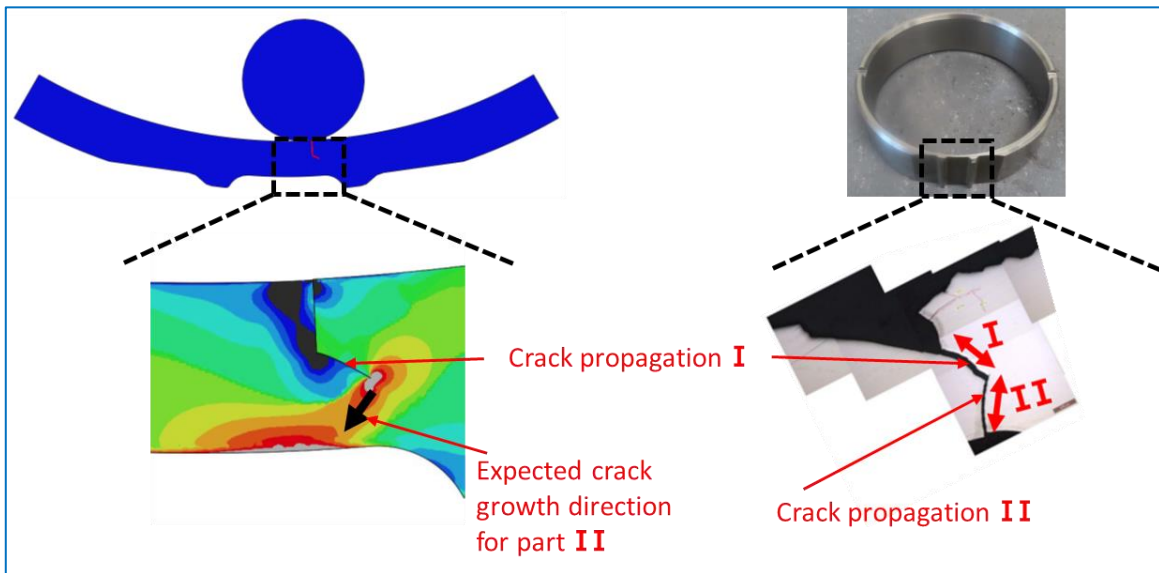 Crack propagation I
I
II
Expected crack
growth direction
for part II
Crack propagation II